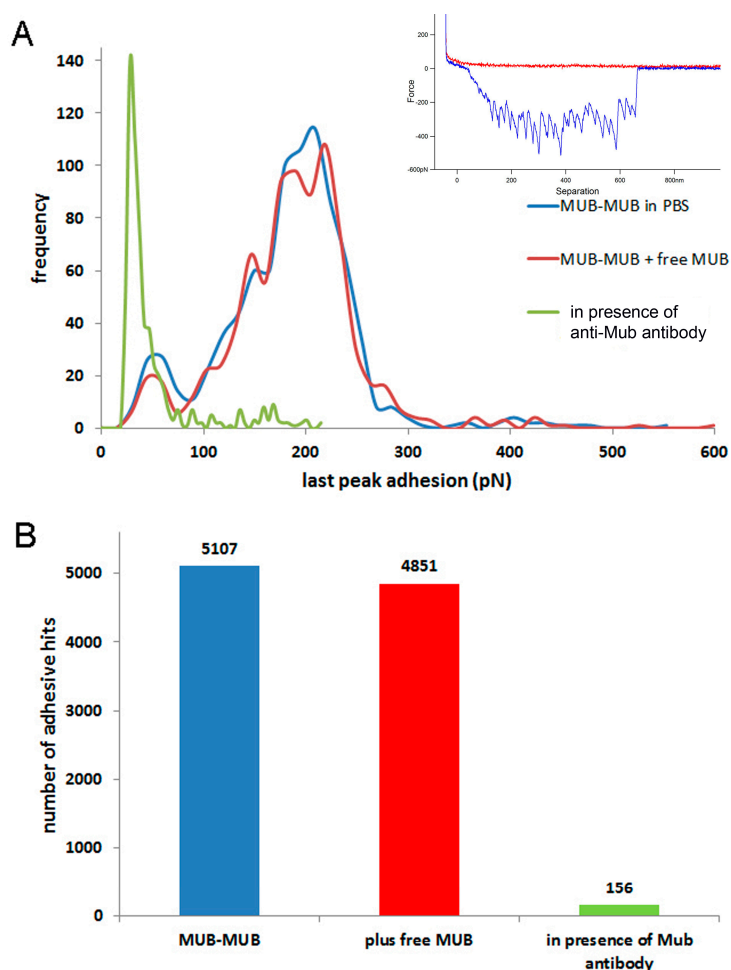 A
140
120
100
80
60
40
20
0
frequency
0 100 200 300 400 500 600
last peak adhesion (pN)
200
0
-200
-400
-600pN
Force
0 200 400 600 800nm
Separation
MUB-MUB in PBS
MUB-MUB + free MUB
in presence of
anti-Mub antibody
B
5000
4000
3000
2000
1000
0
number of adhesive hits
5107
4851
156
MUB-MUB
plus free MUB
in presence of Mub
antibody